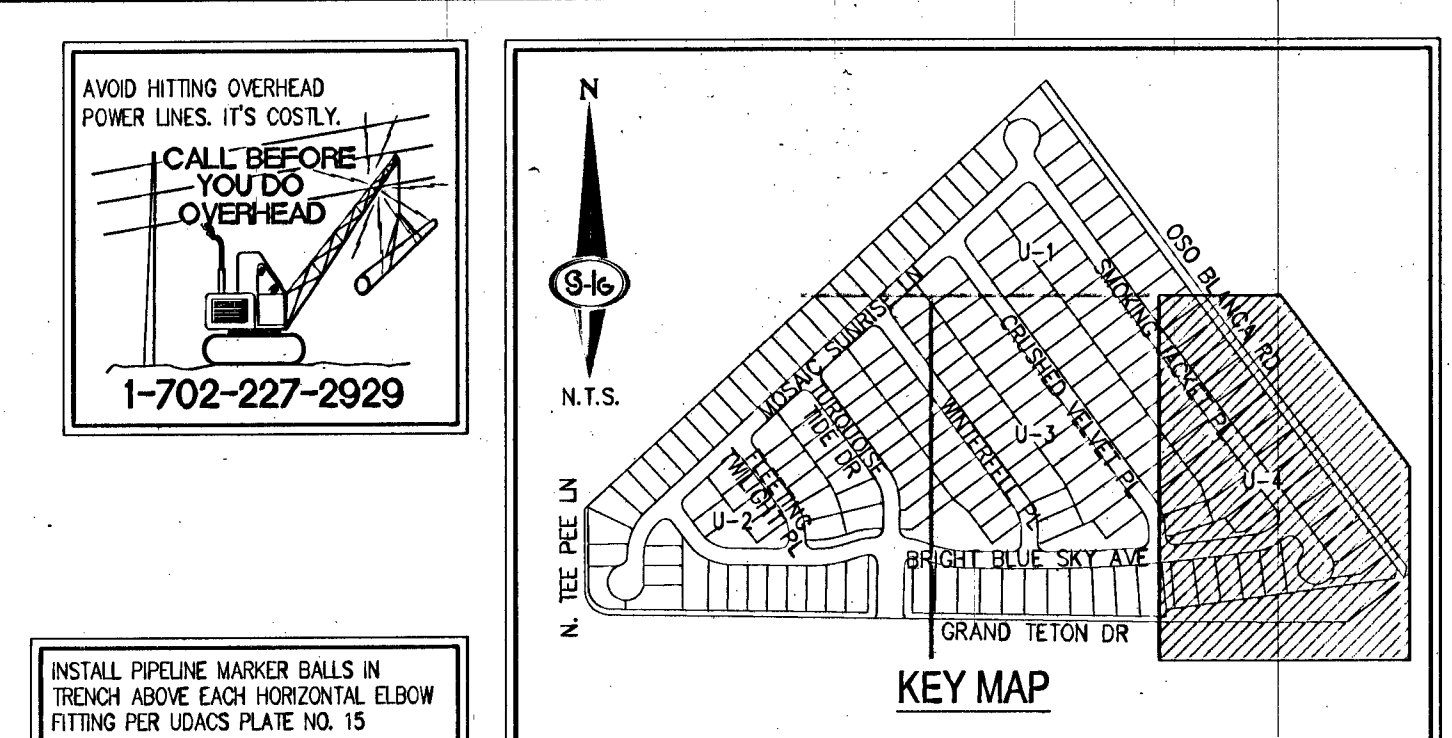 AVOID HITTING OVERHEAD
POWER LINES. IT'S COSTLY.
CALL BEFORE
YOU DO
OVERHEAD
1-702-227-2929
INSTALL PIPELINE MARKER BALLS IN
TRENCH ABOVE EACH HORIZONTAL ELBOW
FITTING PER UDACS PLATE NO. 15
N
S-16
N.T.S.
OSO BLANCA RD
U-1
SMOKING JACKET PL
MOSAIC SUNRISE LN
CRUSHED VELVET PL
TURQUOISE
TIDE DR
WINTERFELL PL
U-3
FLEETING
TWILIGHT PL
U-4
U-2
N. TEE PEE LN
BRIGHT BLUE SKY AVE
GRAND TETON DR
KEY MAP